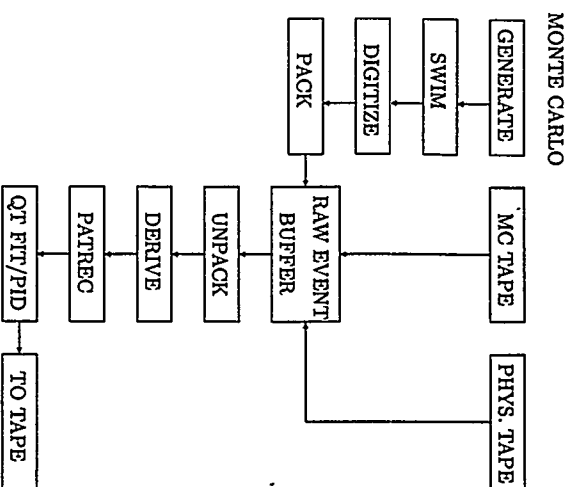 MONTE CARLO
GENERATE
SWIM
DIGITIZE
PACK
MC TAPE
PHYS. TAPE
RAW EVENT
BUFFER
UNPACK
DERIVE
PATREC
QT FIT/PID
TO TAPE